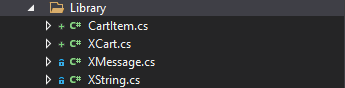 Library
C# CartItem.cs
C# XCart.cs
C# XMessage.cs
C# XString.cs